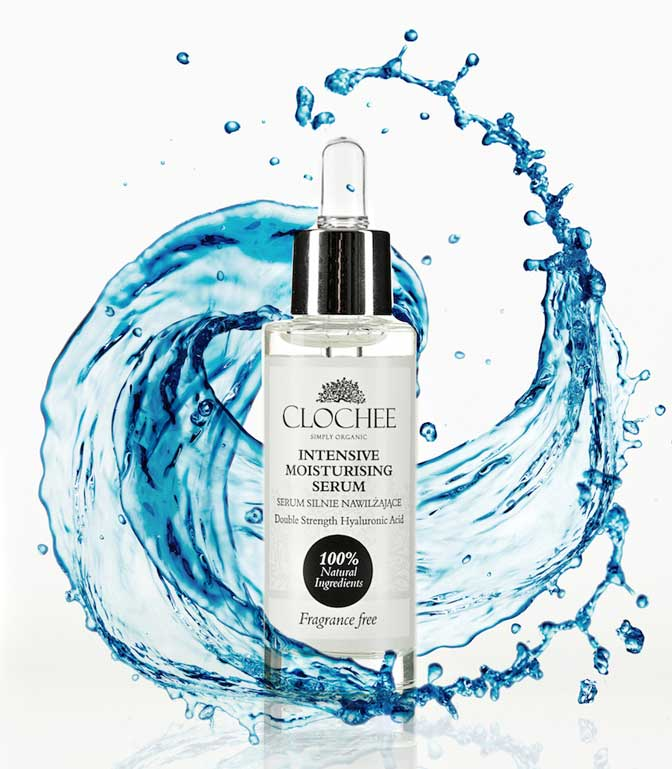 CLOCHEE
SIMPLY ORGANIC
INTENSIVE
MOISTURISING
SERUM
SERUM SILNIE NAWILŻAJĄCE
Double Strength Hyaluronic Acid
100%
Natural
Ingredients
Fragrance free